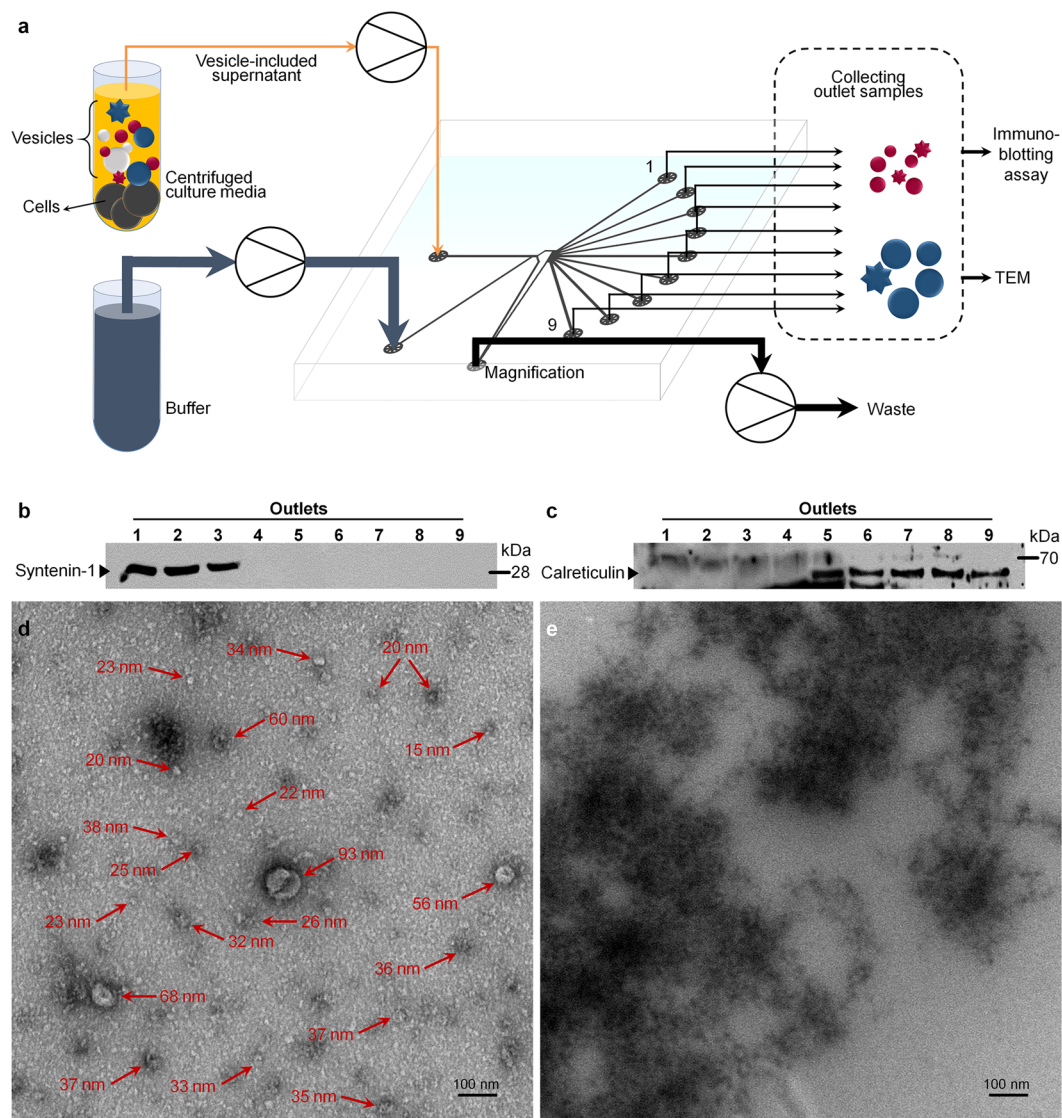 a
Vesicle-included
supernatant
Collecting
outlet samples
Vesicles
Centrifuged
culture media
Cells
1
Immuno-
blotting
assay
TEM
9
Magnification
Buffer
Waste
b
Outlets
1 2 3 4 5 6 7 8 9
kDa
Syntenin-1
28
c
Outlets
1 2 3 4 5 6 7 8 9
kDa
70
Calreticulin
d
34 nm
20 nm
23 nm
60 nm
15 nm
20 nm
22 nm
38 nm
93 nm
25 nm
56 nm
23 nm
26 nm
32 nm
36 nm
68 nm
37 nm
37 nm
33 nm
35 nm
100 nm
e
100 nm